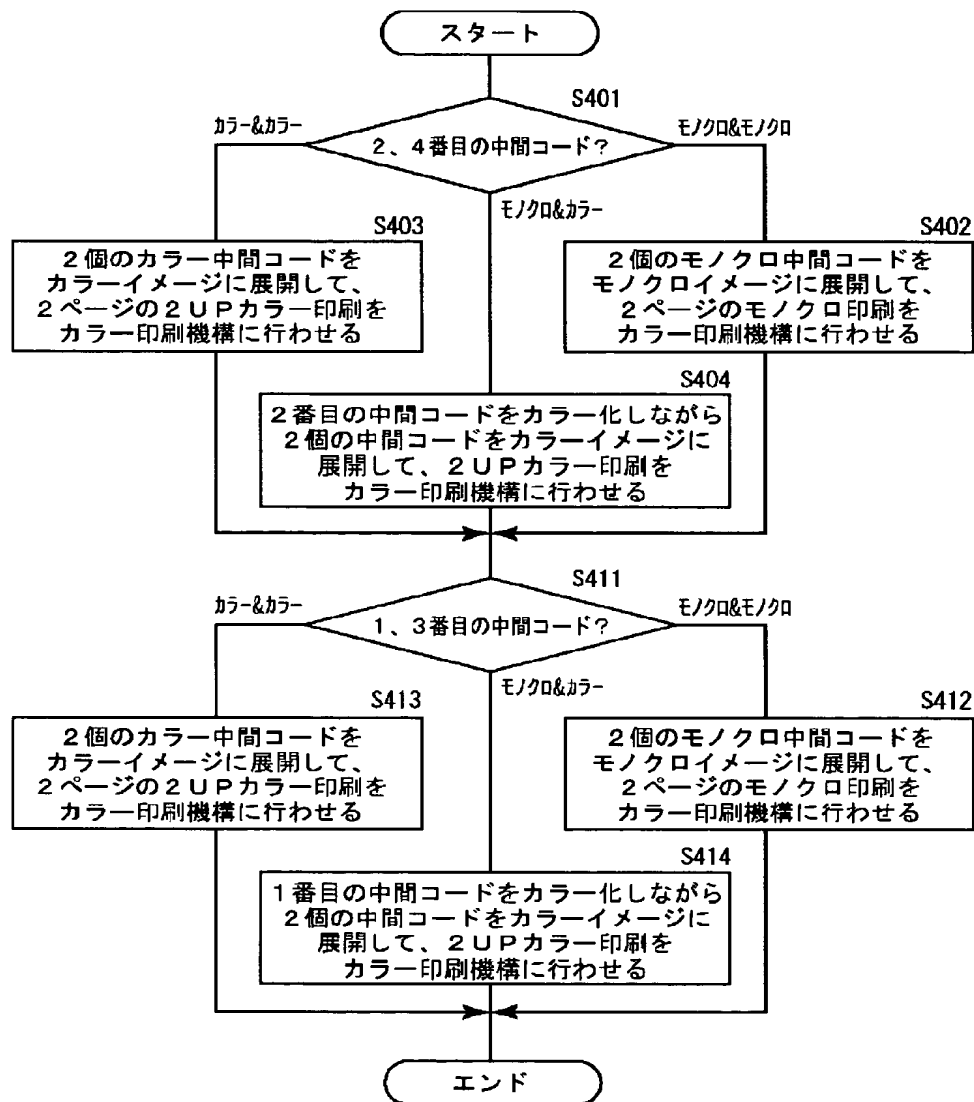 スタート
S401
カラー&カラー
モノクロ&モノクロ
2、4番目の中間コード？
モノクロ&カラー
S403
2個のカラー中間コードを
カラーイメージに展開して、
2ページの2UPカラー印刷を
カラー印刷機構に行わせる
S402
2個のモノクロ中間コードを
モノクロイメージに展開して、
2ページのモノクロ印刷を
カラー印刷機構に行わせる
S404
2番目の中間コードをカラー化しながら
2個の中間コードをカラーイメージに
展開して、2UPカラー印刷を
カラー印刷機構に行わせる
S411
カラー&カラー
モノクロ&モノクロ
1、3番目の中間コード？
モノクロ&カラー
S413
2個のカラー中間コードを
カラーイメージに展開して、
2ページの2UPカラー印刷を
カラー印刷機構に行わせる
S412
2個のモノクロ中間コードを
モノクロイメージに展開して、
2ページのモノクロ印刷を
カラー印刷機構に行わせる
S414
1番目の中間コードをカラー化しながら
2個の中間コードをカラーイメージに
展開して、2UPカラー印刷を
カラー印刷機構に行わせる
エンド